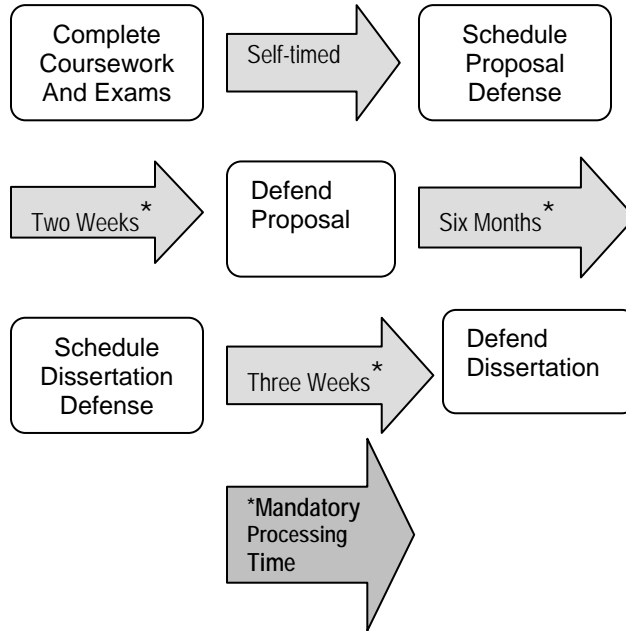 Complete
Coursework
And Exams
Self-timed
Schedule
Proposal
Defense
Two Weeks*
Defend
Proposal
Six Months*
Schedule
Dissertation
Defense
Three Weeks*
Defend
Dissertation
*Mandatory
Processing
Time